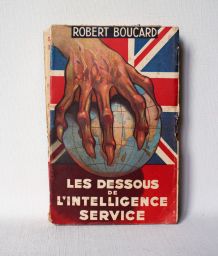 ROBERT BOUCARD
LES DESSOUS
DE
L'INTELLIGENCE
SERVICE